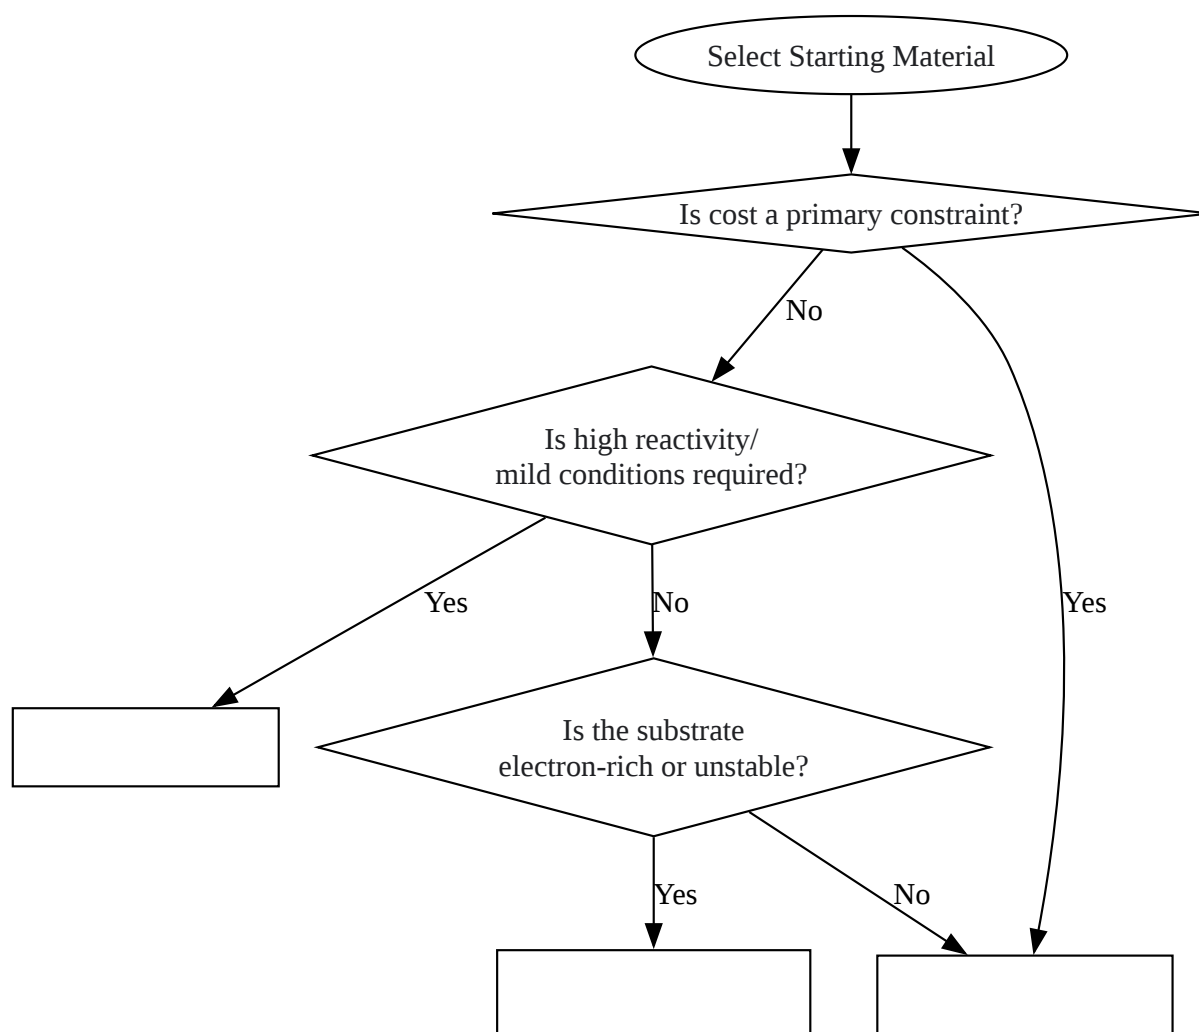 Select Starting Material
Is cost a primary constraint?
No
Is high reactivity/
mild conditions required?
Yes
No
Yes
Is the substrate
electron-rich or unstable?
Yes
No